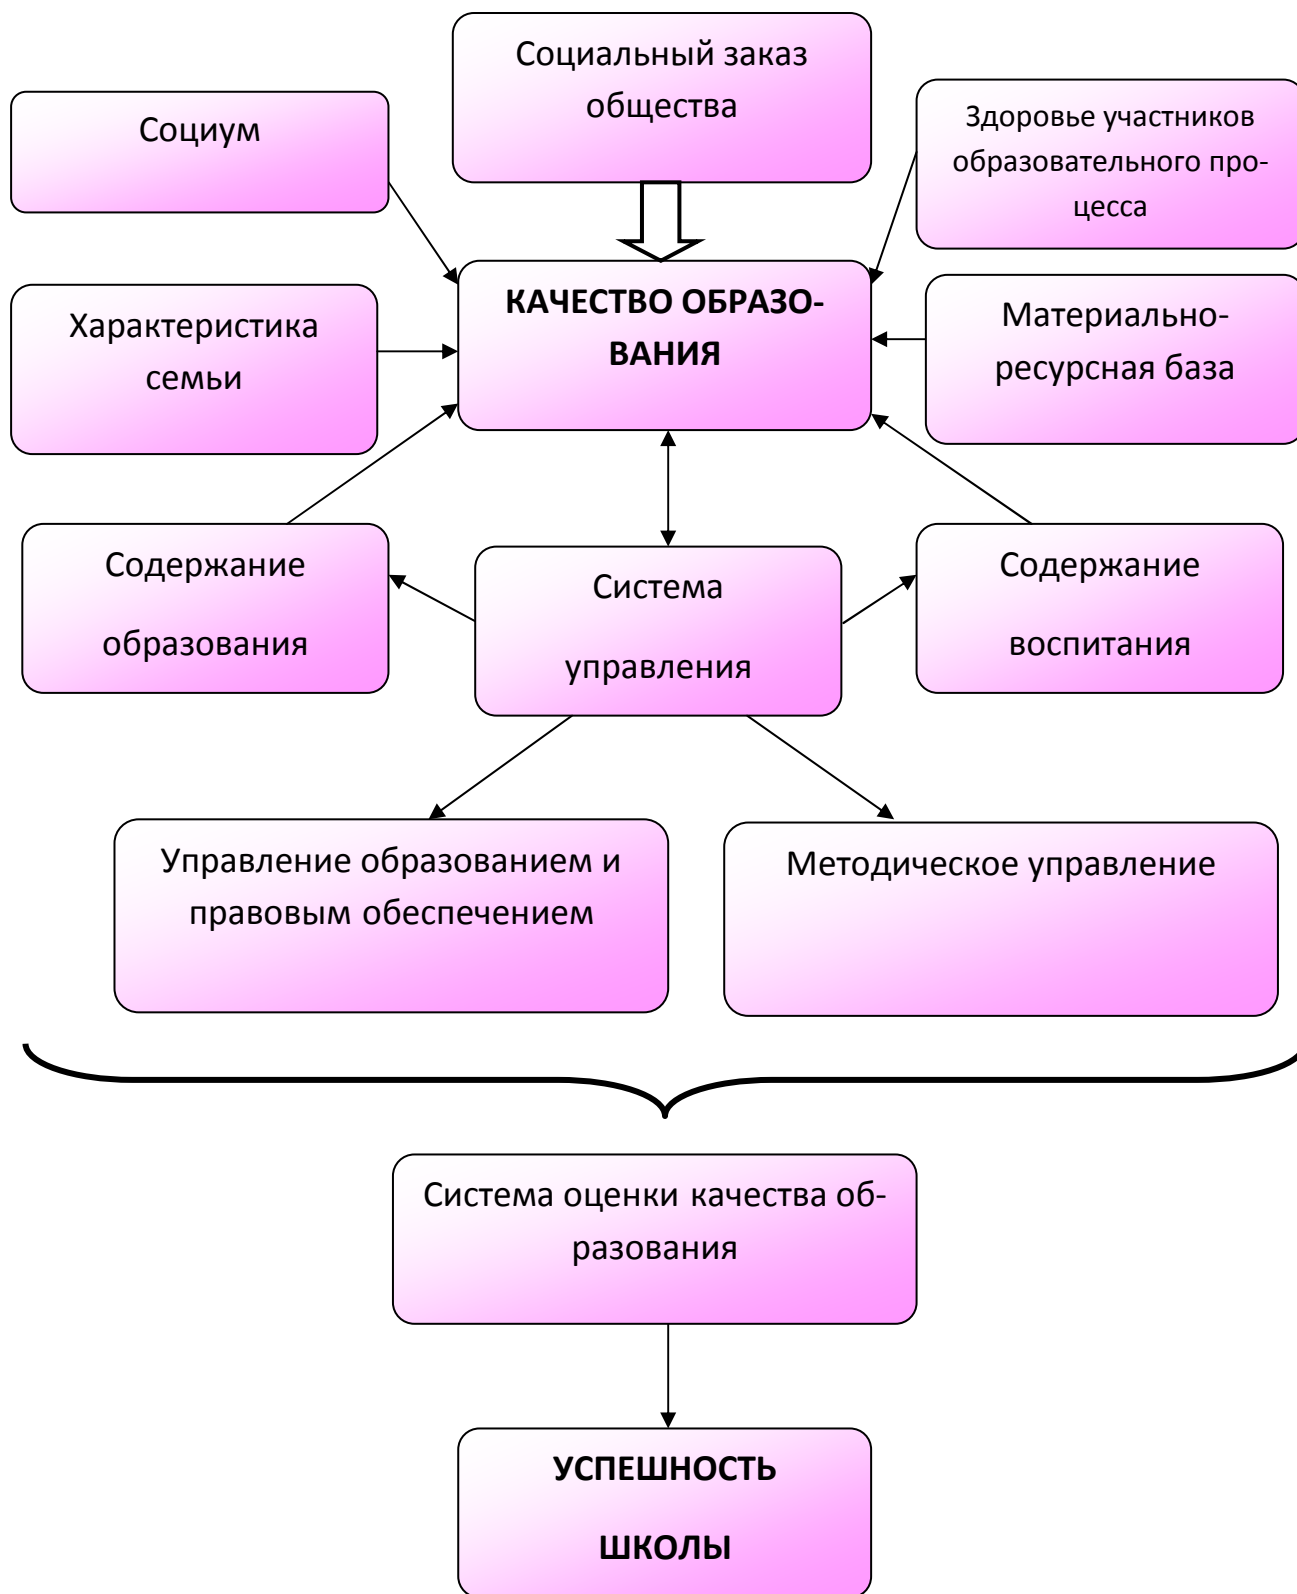 Социальный заказ
общества
Социум
Здоровье участников
образовательного про-
цесса
КАЧЕСТВО ОБРАЗО-
ВАНИЯ
Характеристика
семьи
Материально-
ресурсная база
Содержание
образования
Система
управления
Содержание
воспитания
Управление образованием и
правовым обеспечением
Методическое управление
Система оценки качества об-
разования
УСПЕШНОСТЬ
ШКОЛЫ